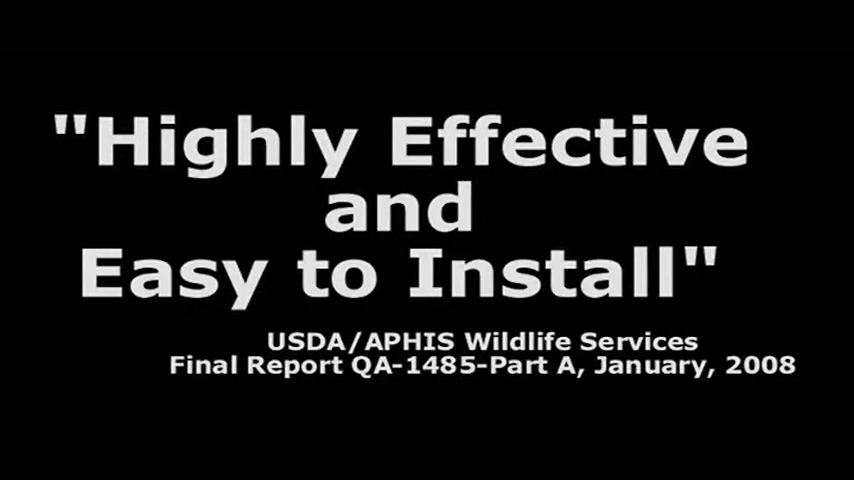 "Highly Effective
and
Easy to Install"
USDA/APHIS Wildlife Services
Final Report QA-1485-Part A, January, 2008